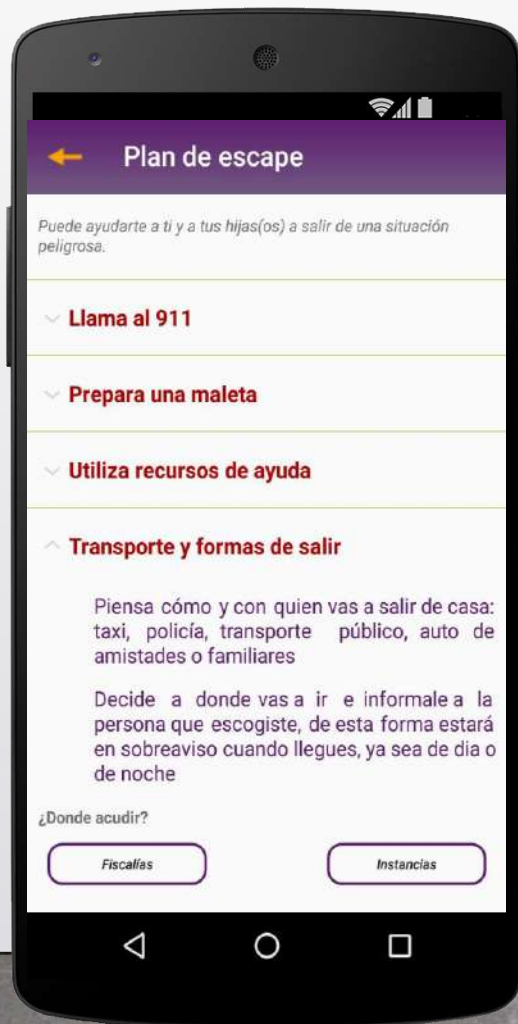 Plan de escape
Puede ayudarte a ti y a tus hijas(os) a salir de una situación
peligrosa.
Llama al 911
Prepara una maleta
Utiliza recursos de ayuda
Transporte y formas de salir
Piensa cómo y con quien vas a salir de casa:
taxi, policía, transporte público, auto de
amistades o familiares
Decide a donde vas a ir e informale a la
persona que escogiste, de esta forma estará
en sobreaviso cuando llegues, ya sea de dia o
de noche
¿Donde acudir?
Fiscalías
Instancias